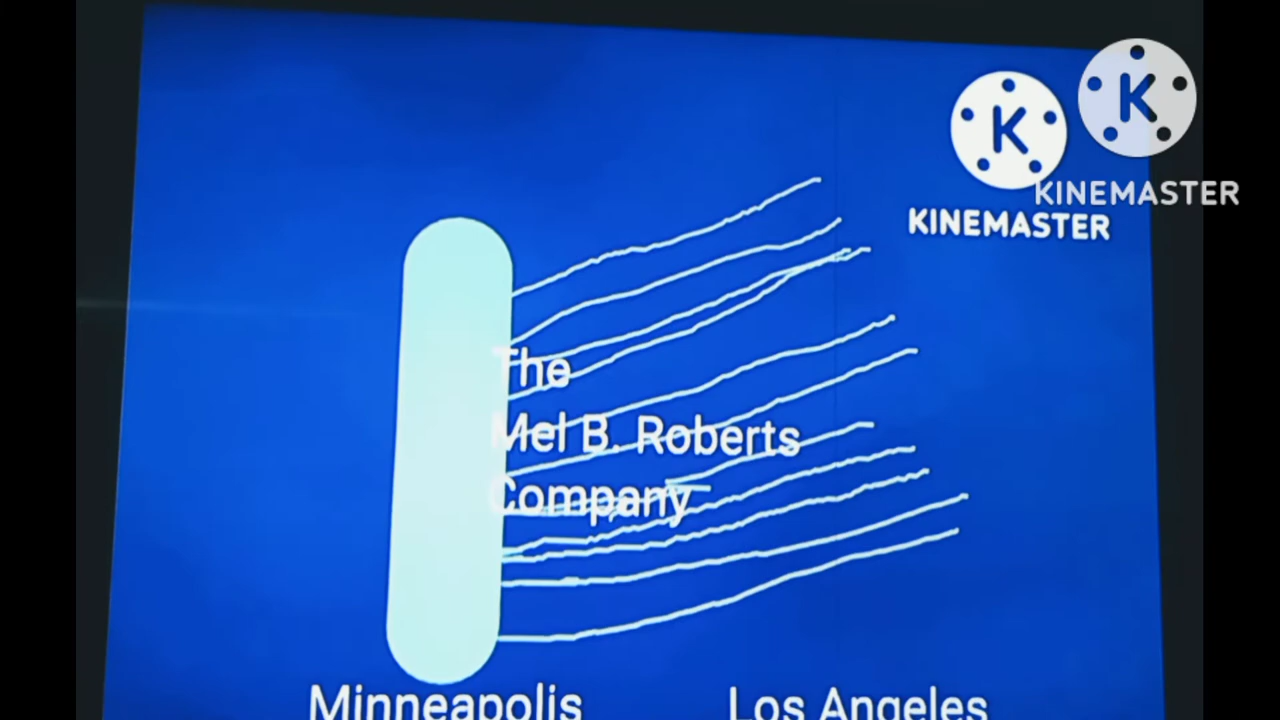 K
K
KINEMASTER
KINEMASTER
The
Mel B. Roberts
Company
Minneapolis
Los Angeles